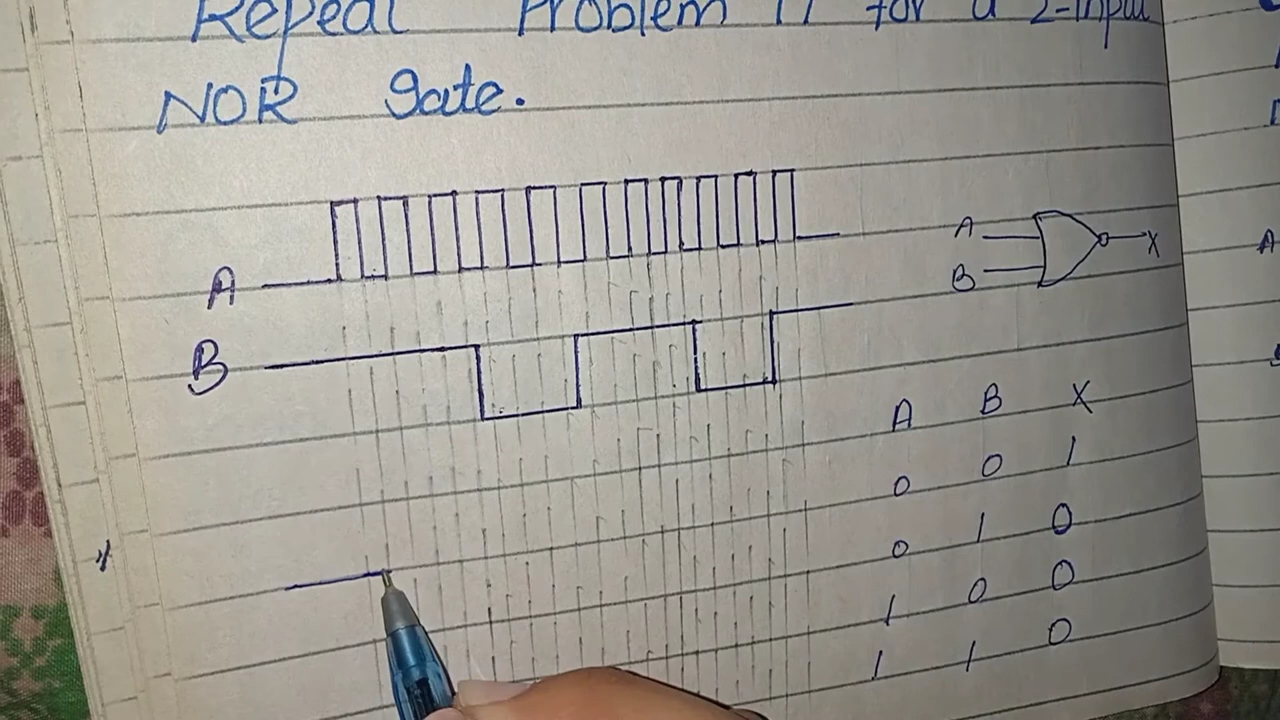 Repeat Problem 17 for a 2-input
NOR gate.
A
B
A
B
X
A B X
0 0 1
0 1 0
1 0 0
1 1 0
A